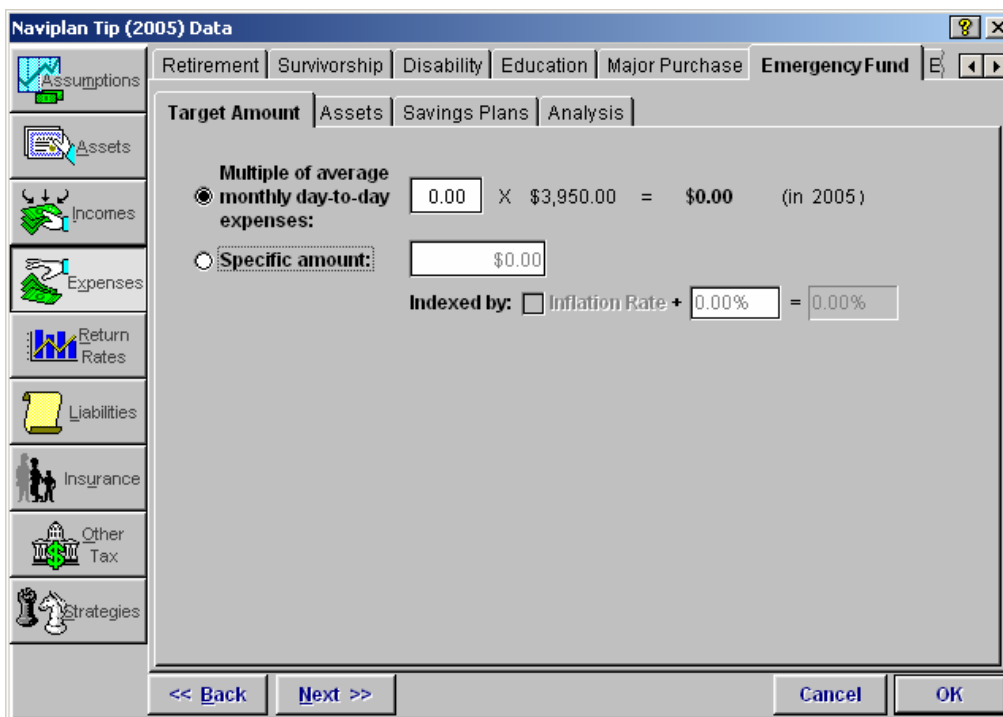 Naviplan Tip (2005) Data
?
Assumptions
Assets
Incomes
Expenses
Return
Rates
Liabilities
Insurance
Other
Tax
Strategies
Retirement Survivorship Disability Education Major Purchase Emergency Fund E
Target Amount Assets Savings Plans Analysis
Multiple of average
monthly day-to-day
expenses:
0.00 X $3,950.00 = $0.00 (in 2005)
Specific amount: $0.00
Indexed by: Inflation Rate + 0.00% = 0.00%
<< Back Next >> Cancel OK